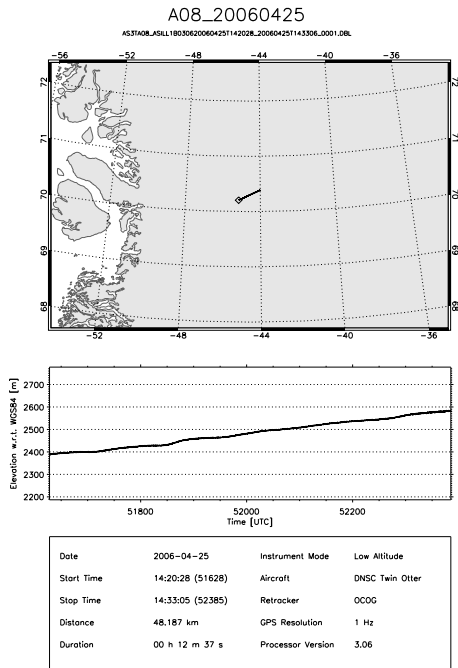 A08_20060425
AS3TA08_ASILL1B030620060425T142028_20060425T143306_0001.DBL
-56 -52 -48 -44 -40 -36
72 72
71 71
70 70
69 69
68 68
-52 -48 -44 -40 -36
Elevation w.r.t. WGS84 [m]
2700
2600
2500
2400
2300
2200
51800 52000 52200
Time [UTC]
Date 2006-04-25 Instrument Mode Low Altitude
Start Time 14:20:28 (51628) Aircraft DNSC Twin Otter
Stop Time 14:33:05 (52385) Retracker OCOG
Distance 48.187 km GPS Resolution 1 Hz
Duration 00 h 12 m 37 s Processor Version 3.06